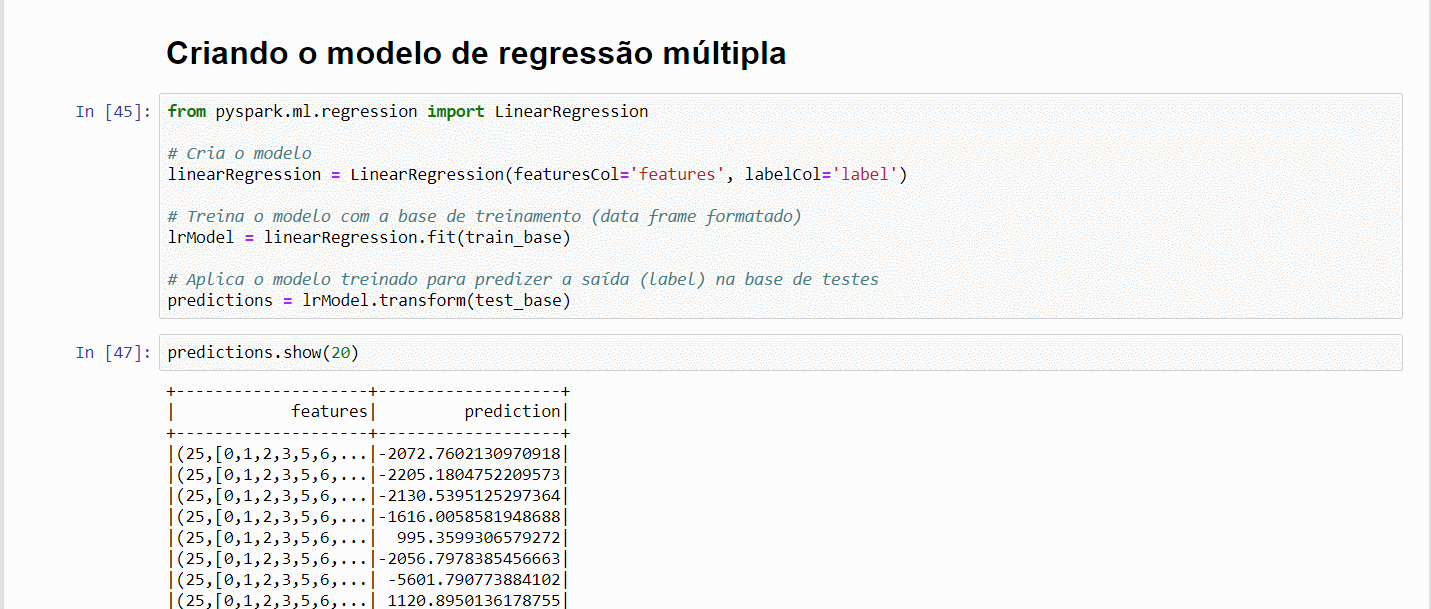 Criando o modelo de regressão múltipla
In [45]: from pyspark.ml.regression import LinearRegression
# Cria o modelo
linearRegression = LinearRegression(featuresCol='features', labelCol='label')
# Treina o modelo com a base de treinamento (data frame formatado)
lrModel = linearRegression.fit(train_base)
# Aplica o modelo treinado para predizer a saída (label) na base de testes
predictions = lrModel.transform(test_base)
In [47]: predictions.show(20)
+--------------------+-------------------+
|            features|         prediction|
+--------------------+-------------------+
|(25,[0,1,2,3,5,6,...|-2072.7602130970918|
|(25,[0,1,2,3,5,6,...|-2205.1804752209573|
|(25,[0,1,2,3,5,6,...|-2130.5395125297364|
|(25,[0,1,2,3,5,6,...|-1616.0058581948688|
|(25,[0,1,2,3,5,6,...|  995.3599306579272|
|(25,[0,1,2,3,5,6,...|-2056.7978385456663|
|(25,[0,1,2,3,5,6,...| -5601.790773884102|
|(25,[0,1,2,3,5,6,...| 1120.8950136178755|